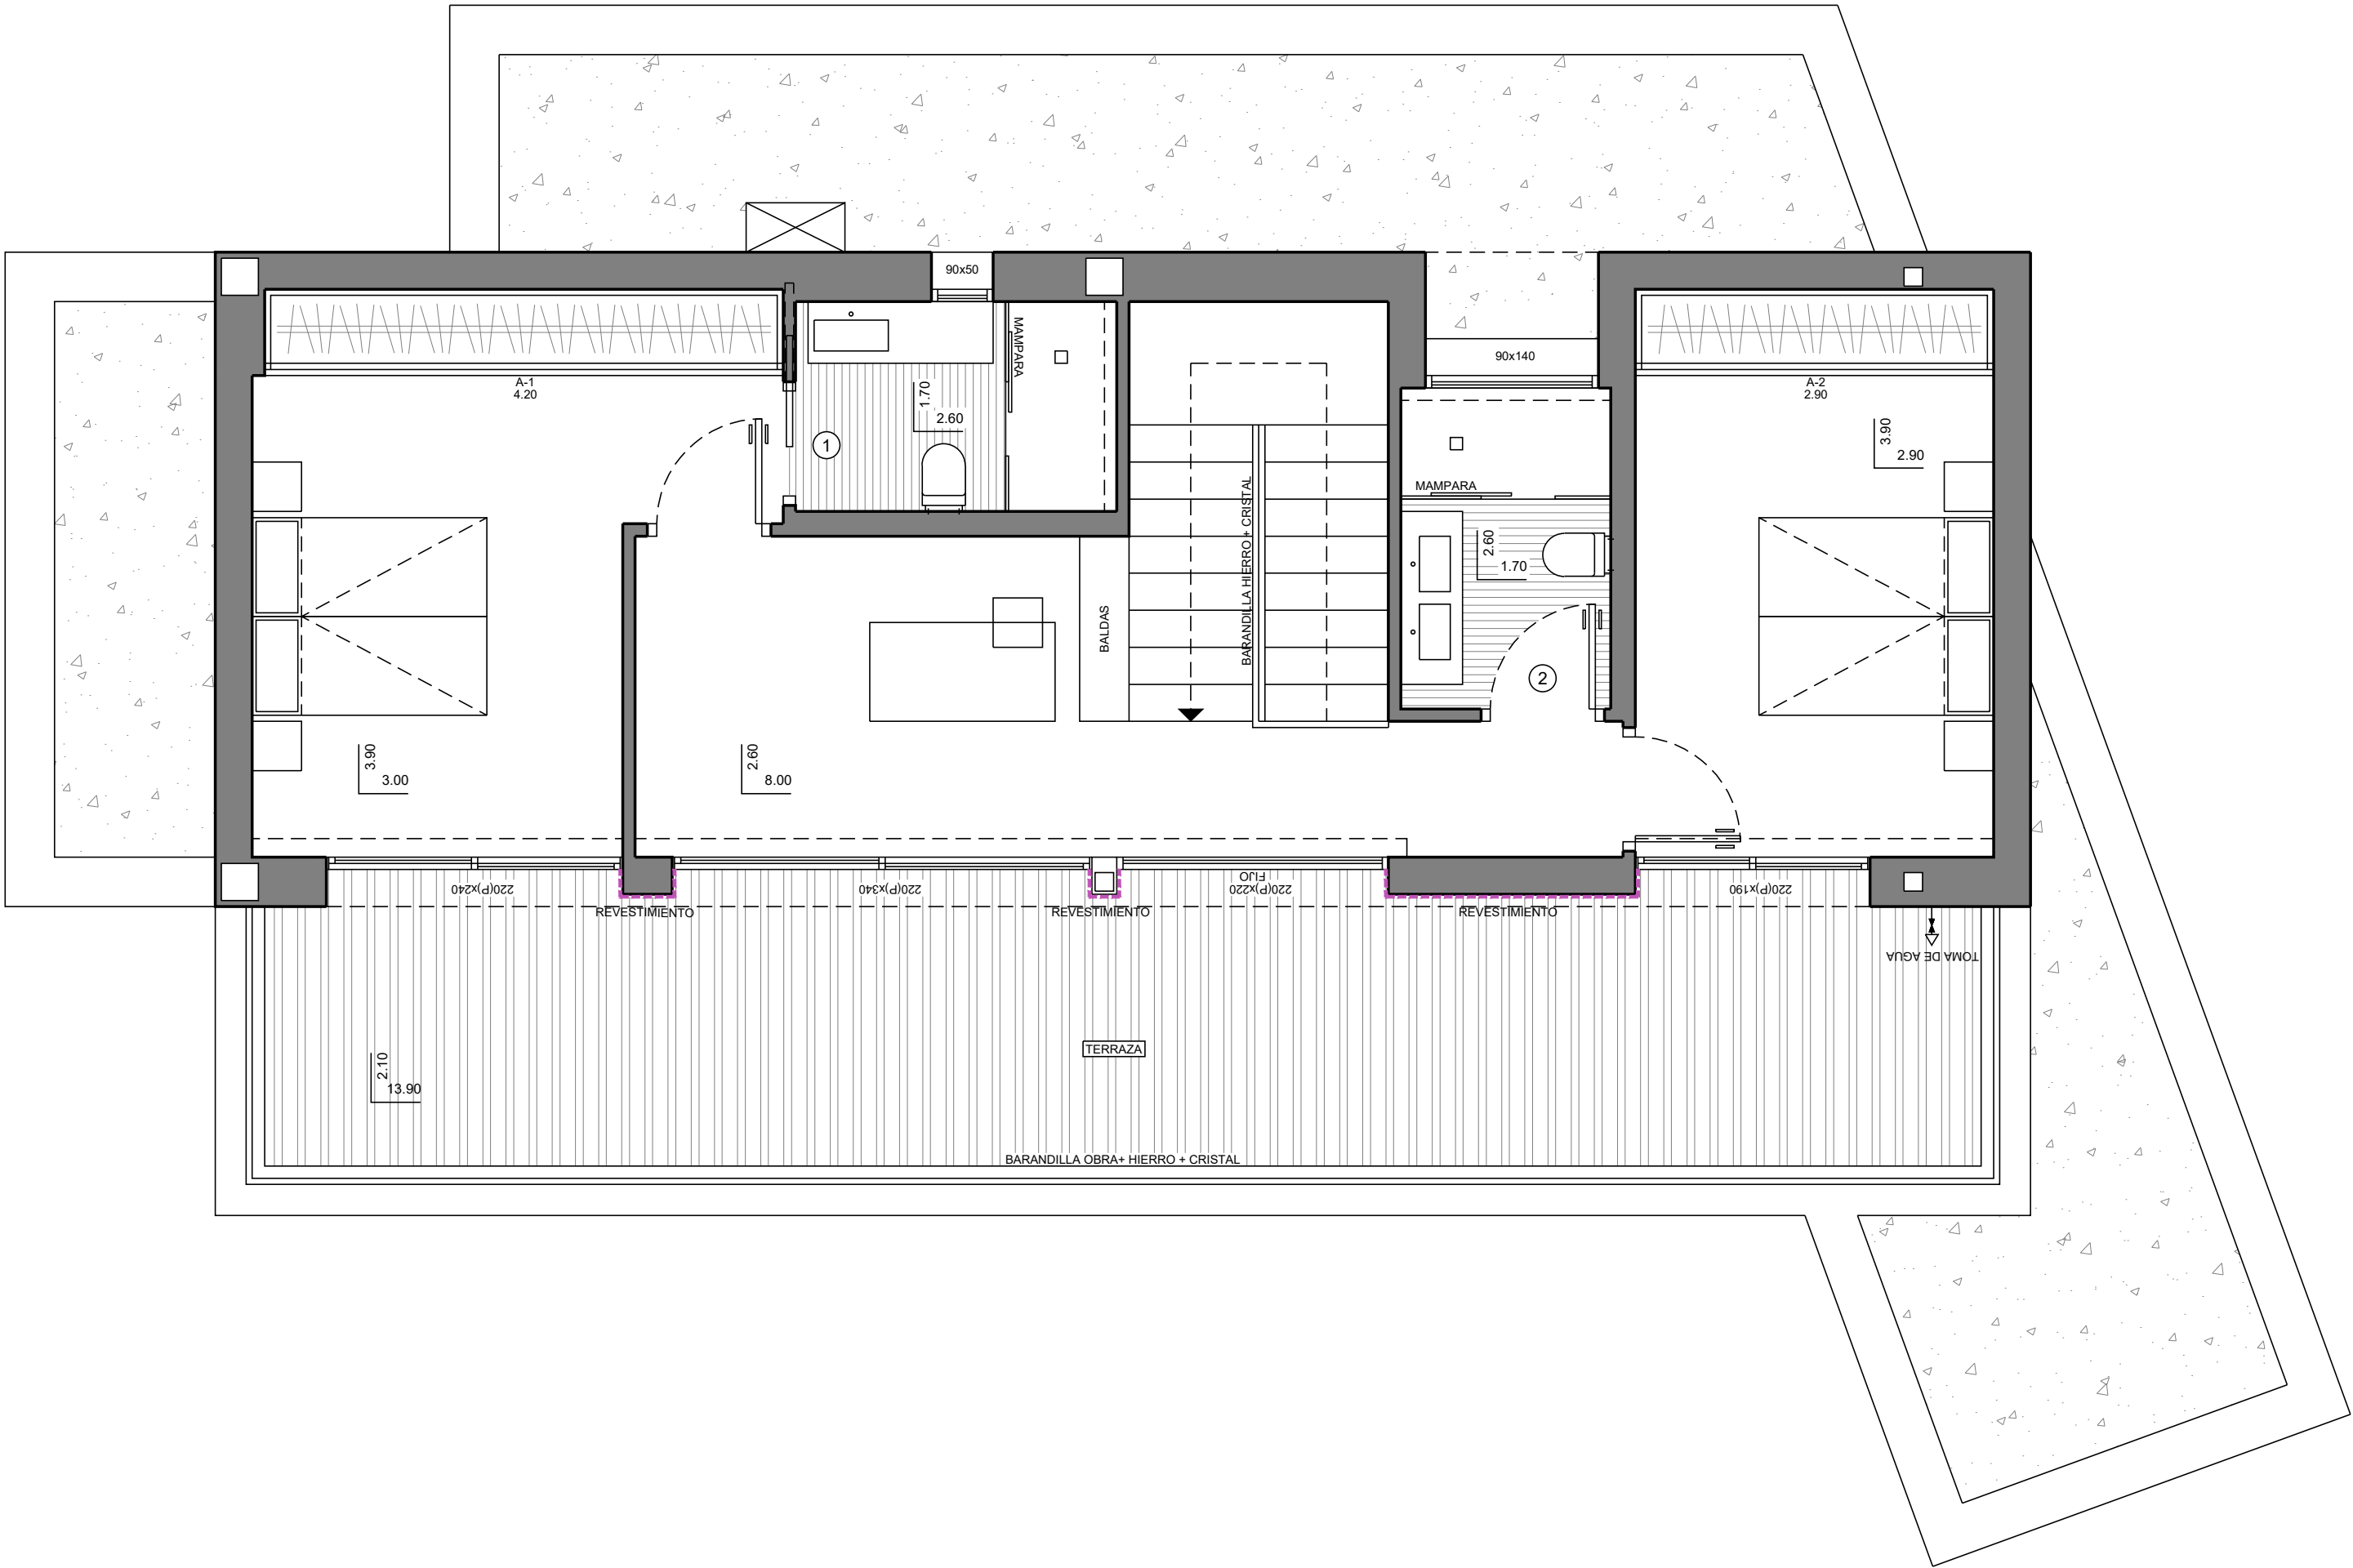 90x50
90x140
MAMPARA
A-1
4.20
A-2
2.90
1.70
2.60
1
3.90
2.90
MAMPARA
BARANDILLA HIERRO + CRISTAL
2.60
1.70
BALDAS
2
3.90
3.00
2.60
8.00
220(P)x240
220(P)x340
FIJO
220(P)x220
220(P)x190
REVESTIMIENTO
REVESTIMIENTO
REVESTIMIENTO
TOMA DE AGUA
TERRAZA
2.10
13.90
BARANDILLA OBRA+ HIERRO + CRISTAL